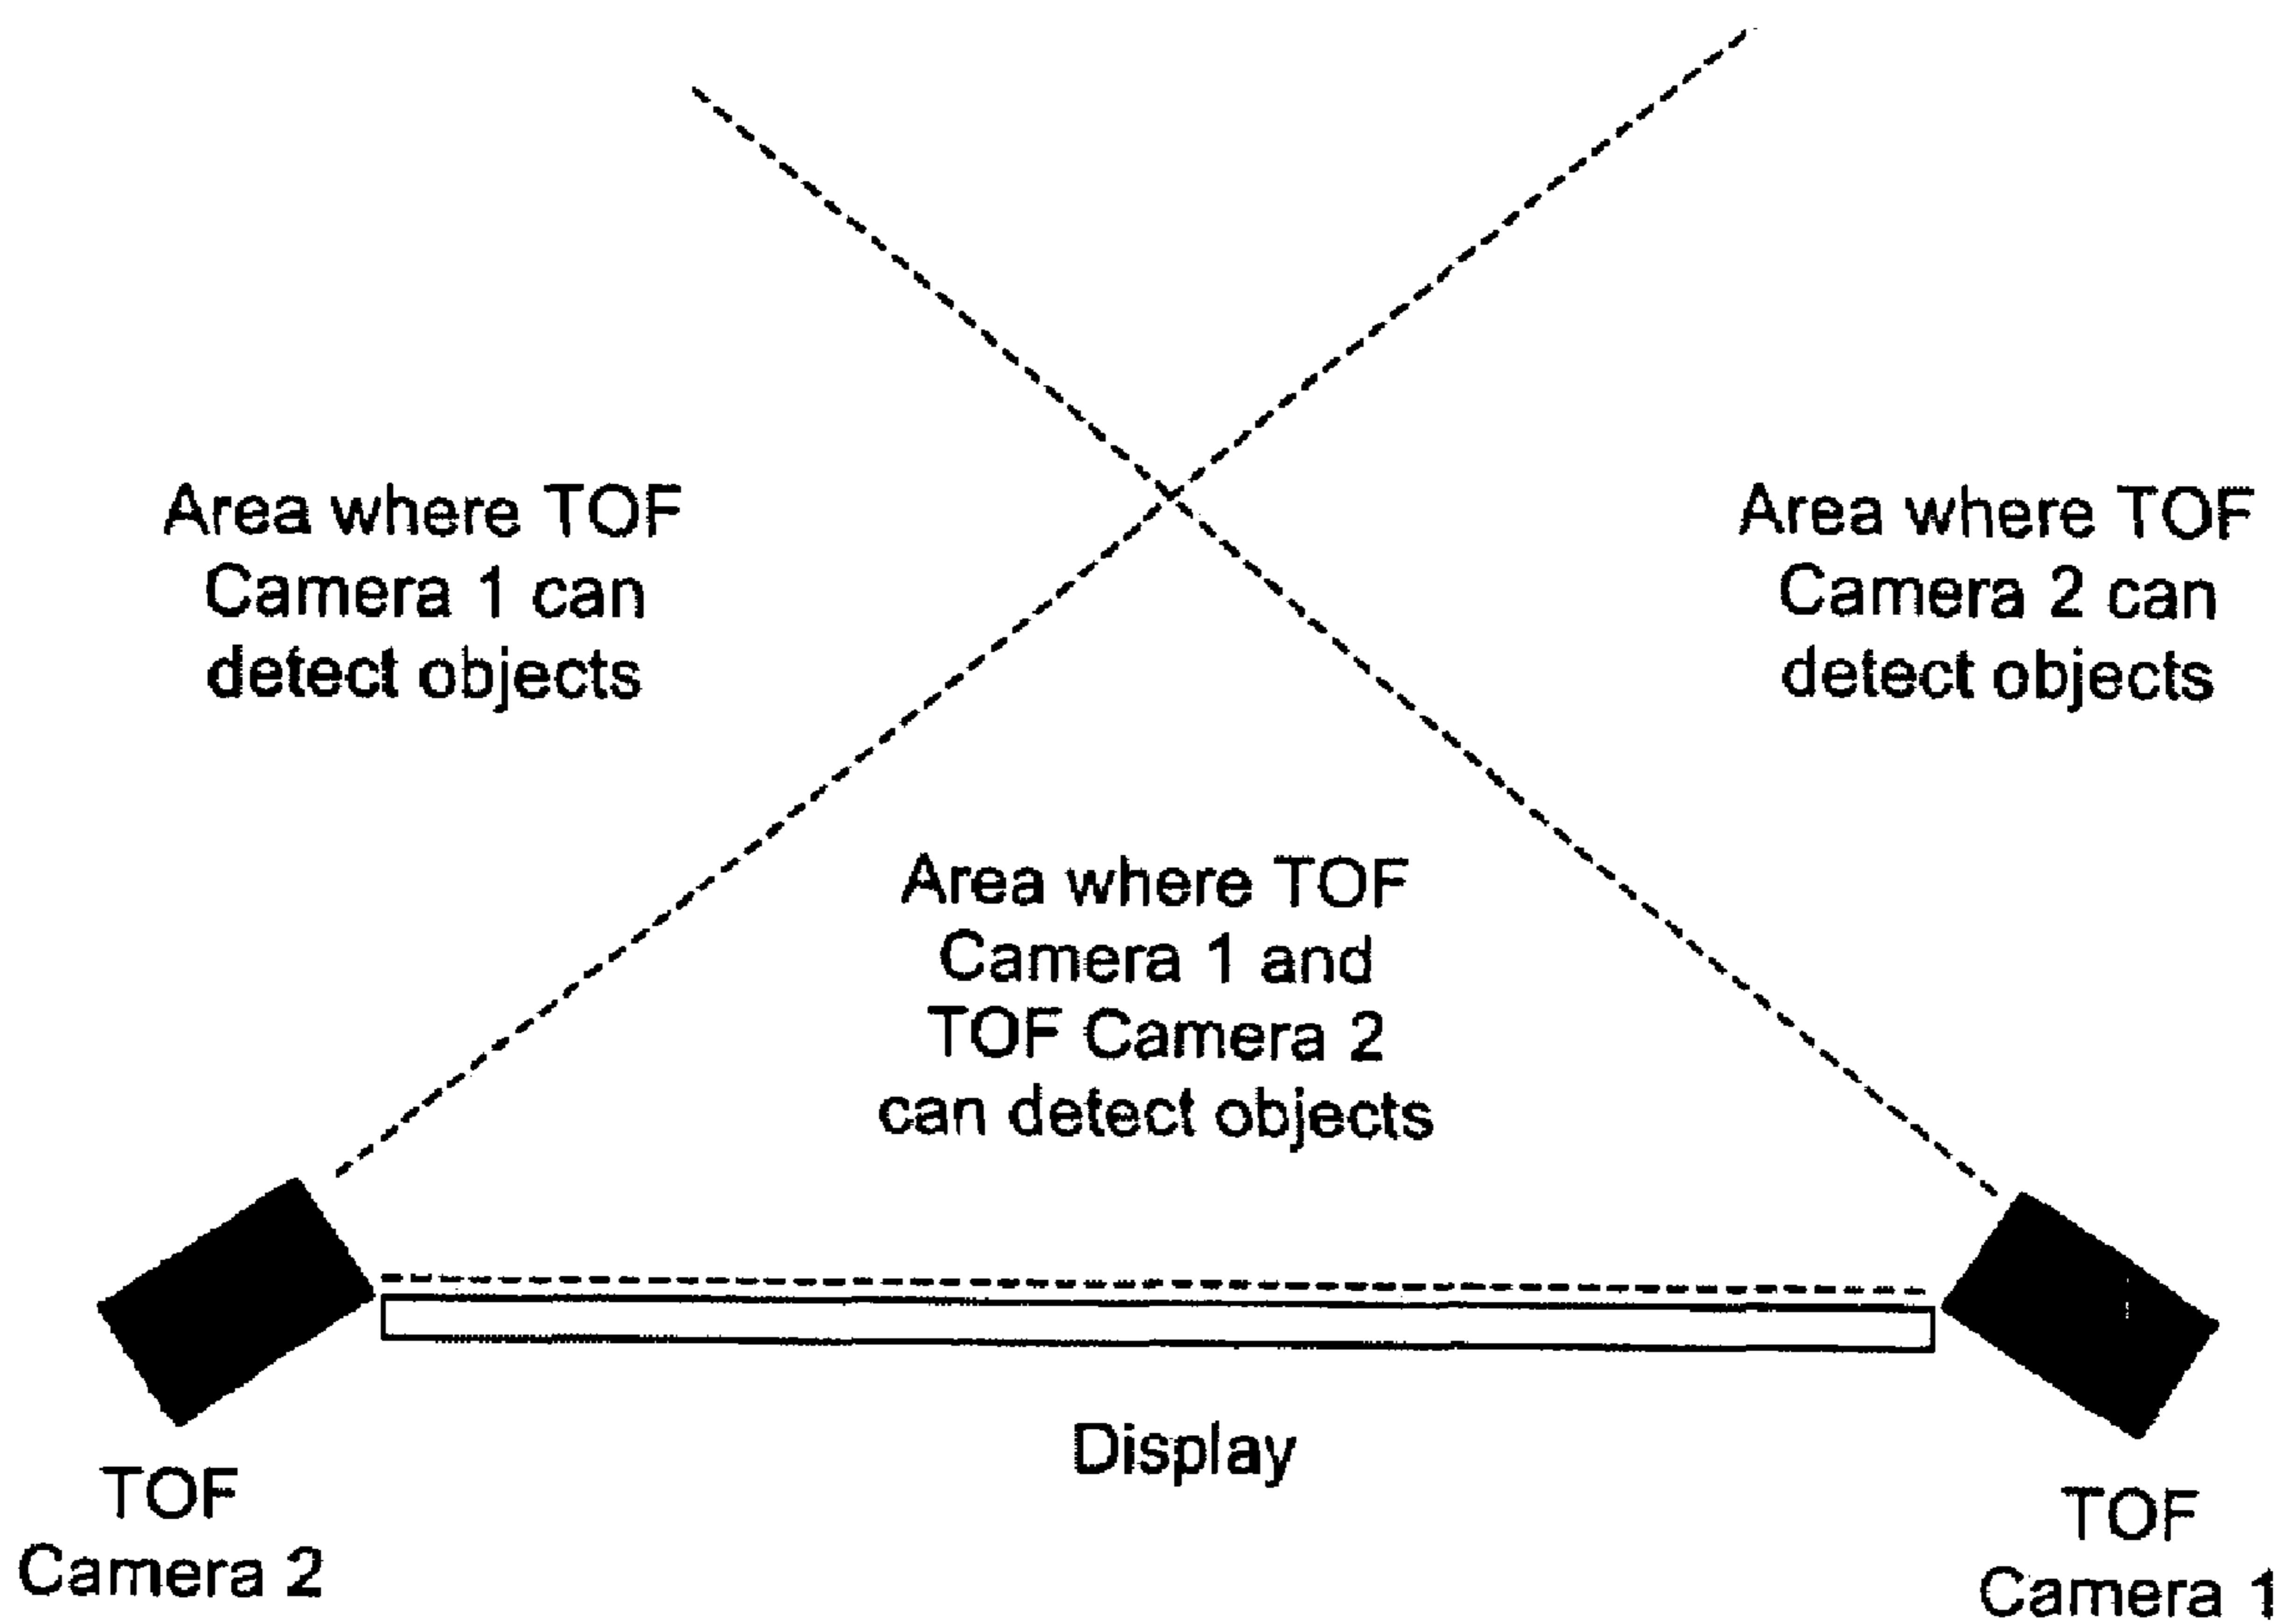 Area where TOF
Camera 1 can
detect objects
Area where TOF
Camera 2 can
detect objects
Area where TOF
Camera 1 and
TOF Camera 2
can detect objects
Display
TOF
Camera 2
TOF
Camera 1